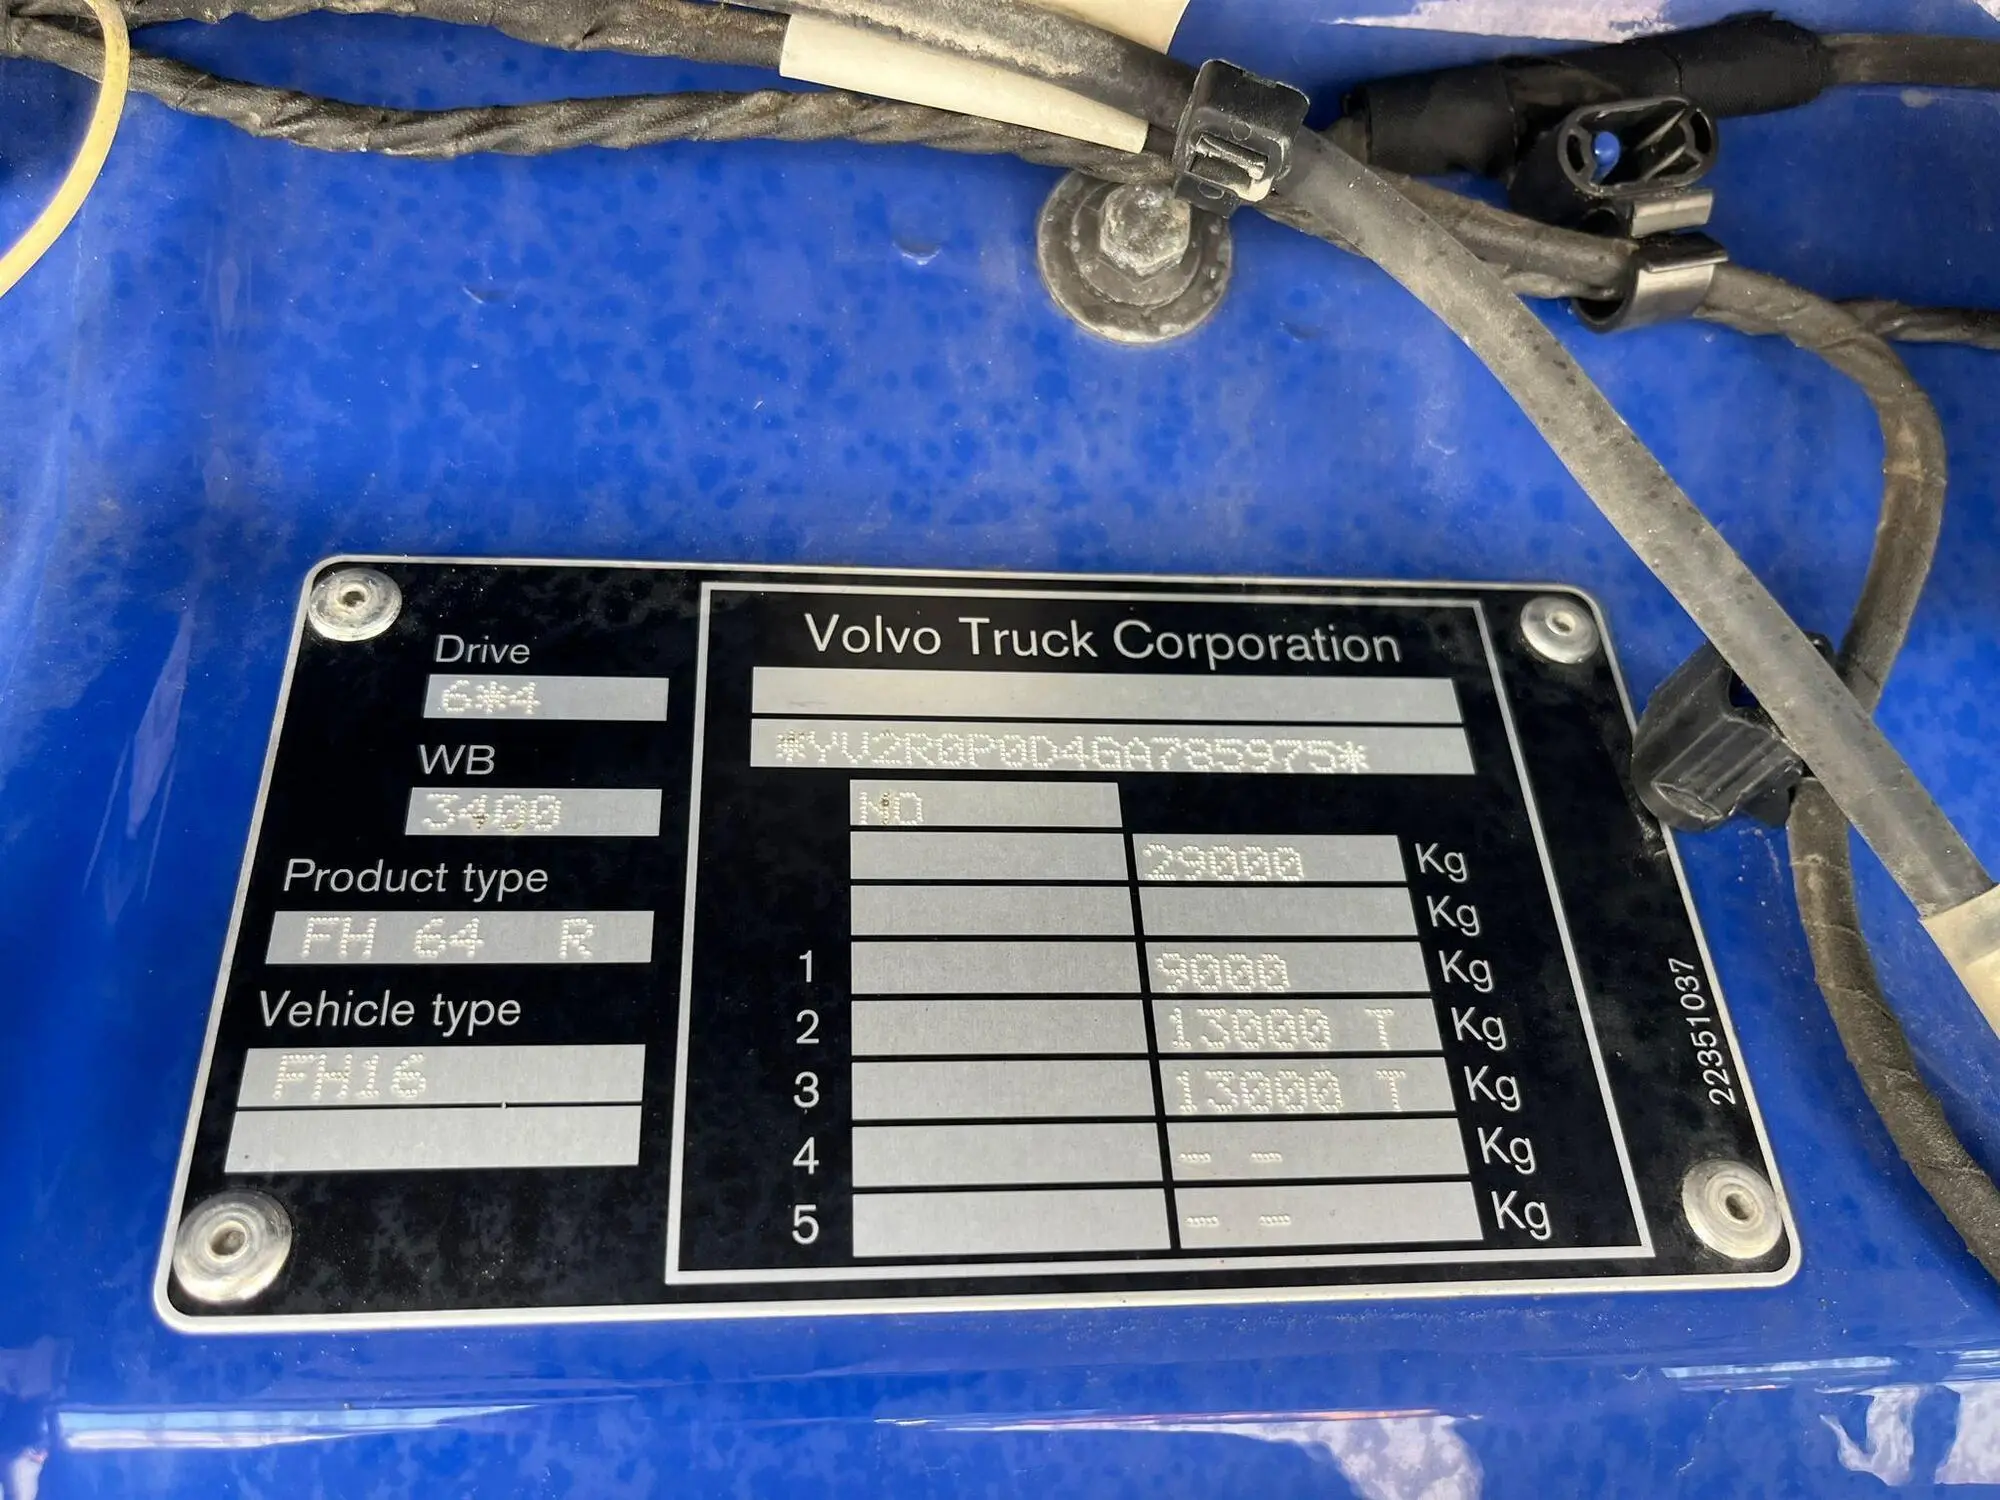 Drive
6*4
WB
3400
Product type
FH 64 R
Vehicle type
FH16
Volvo Truck Corporation
*YV2R0P0D4GA785975*
NO
29000 Kg
Kg
1 9000 Kg
2 13000 T Kg
3 13000 T Kg
4 -- -- Kg
5 -- -- Kg
22351037